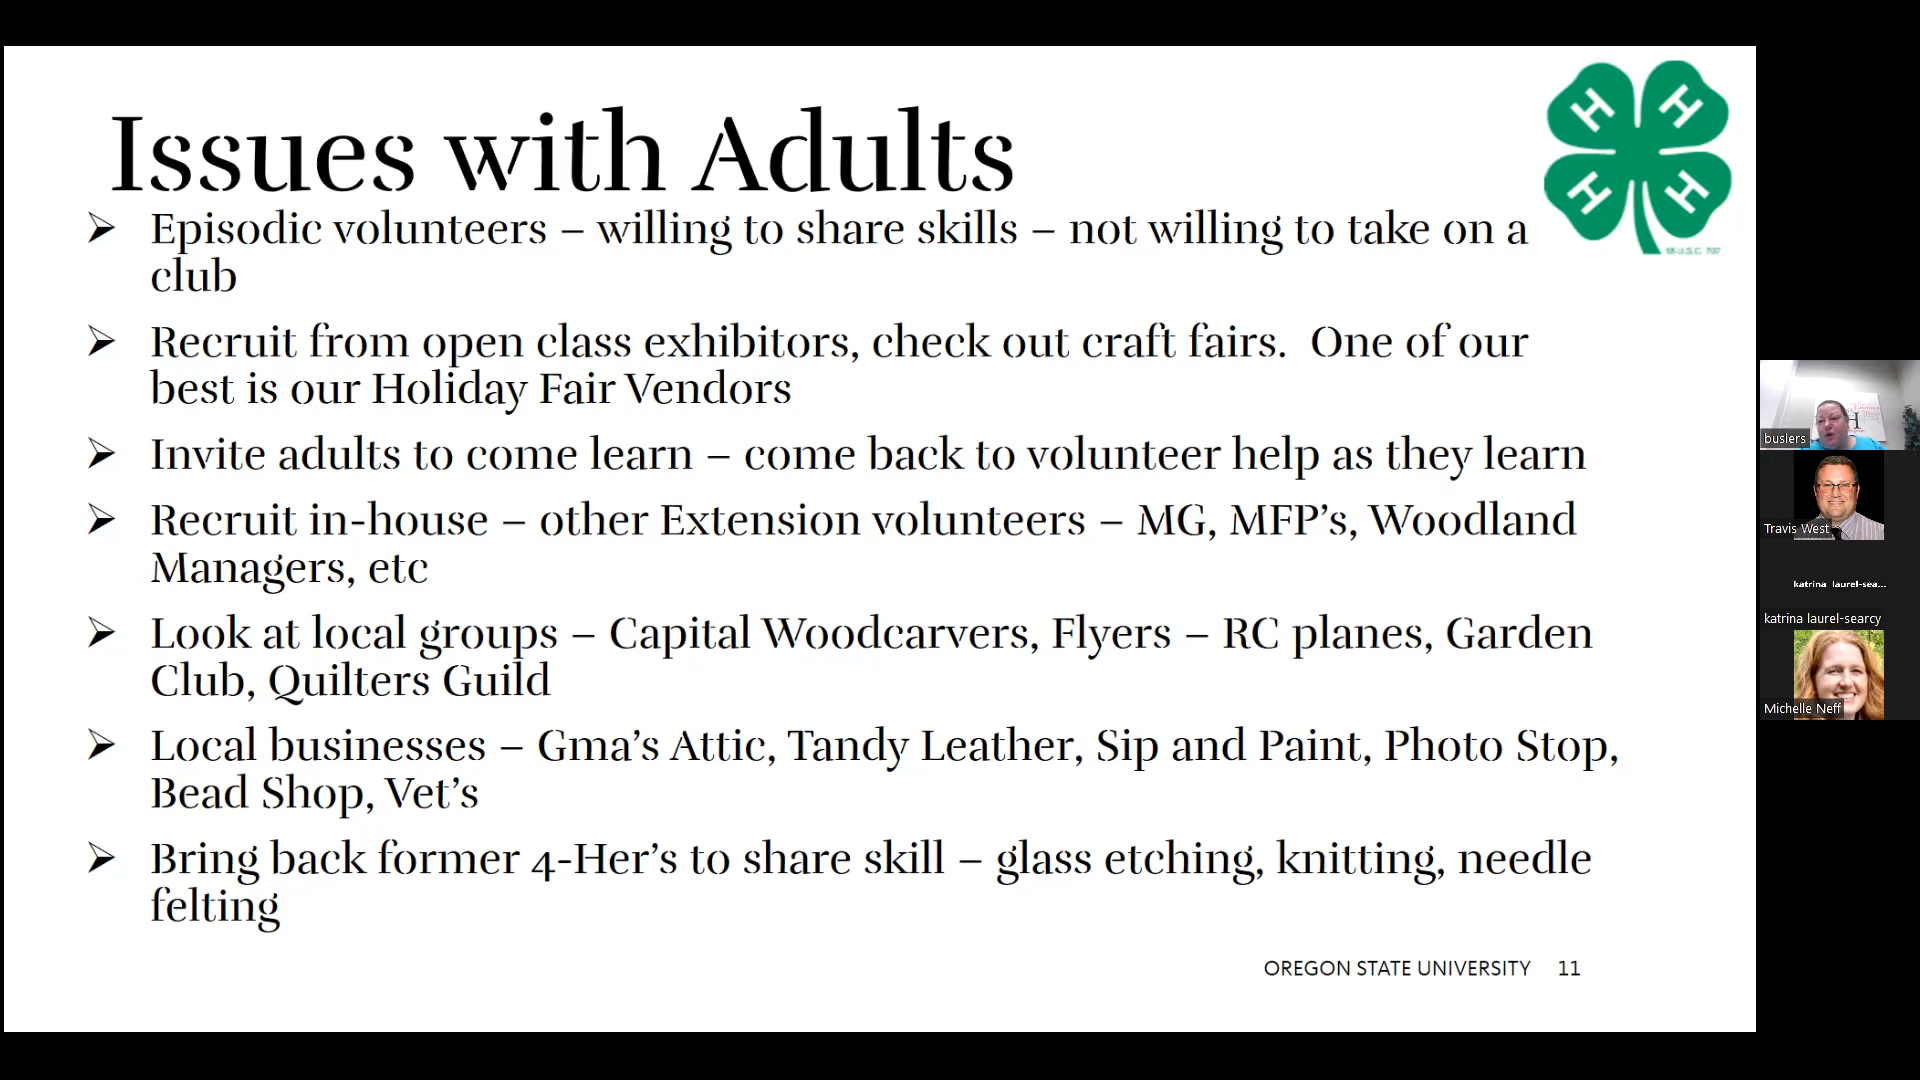 Issues with Adults
H H
H H
18 U.S.C. 707
➢ Episodic volunteers – willing to share skills – not willing to take on a
club
➢ Recruit from open class exhibitors, check out craft fairs. One of our
best is our Holiday Fair Vendors
➢ Invite adults to come learn – come back to volunteer help as they learn
➢ Recruit in-house – other Extension volunteers – MG, MFP’s, Woodland
Managers, etc
➢ Look at local groups – Capital Woodcarvers, Flyers – RC planes, Garden
Club, Quilters Guild
➢ Local businesses – Gma’s Attic, Tandy Leather, Sip and Paint, Photo Stop,
Bead Shop, Vet’s
➢ Bring back former 4-Her’s to share skill – glass etching, knitting, needle
felting
OREGON STATE UNIVERSITY 11
H
buslers
Travis West
katrina laurel-sea...
katrina laurel-searcy
Michelle Neff